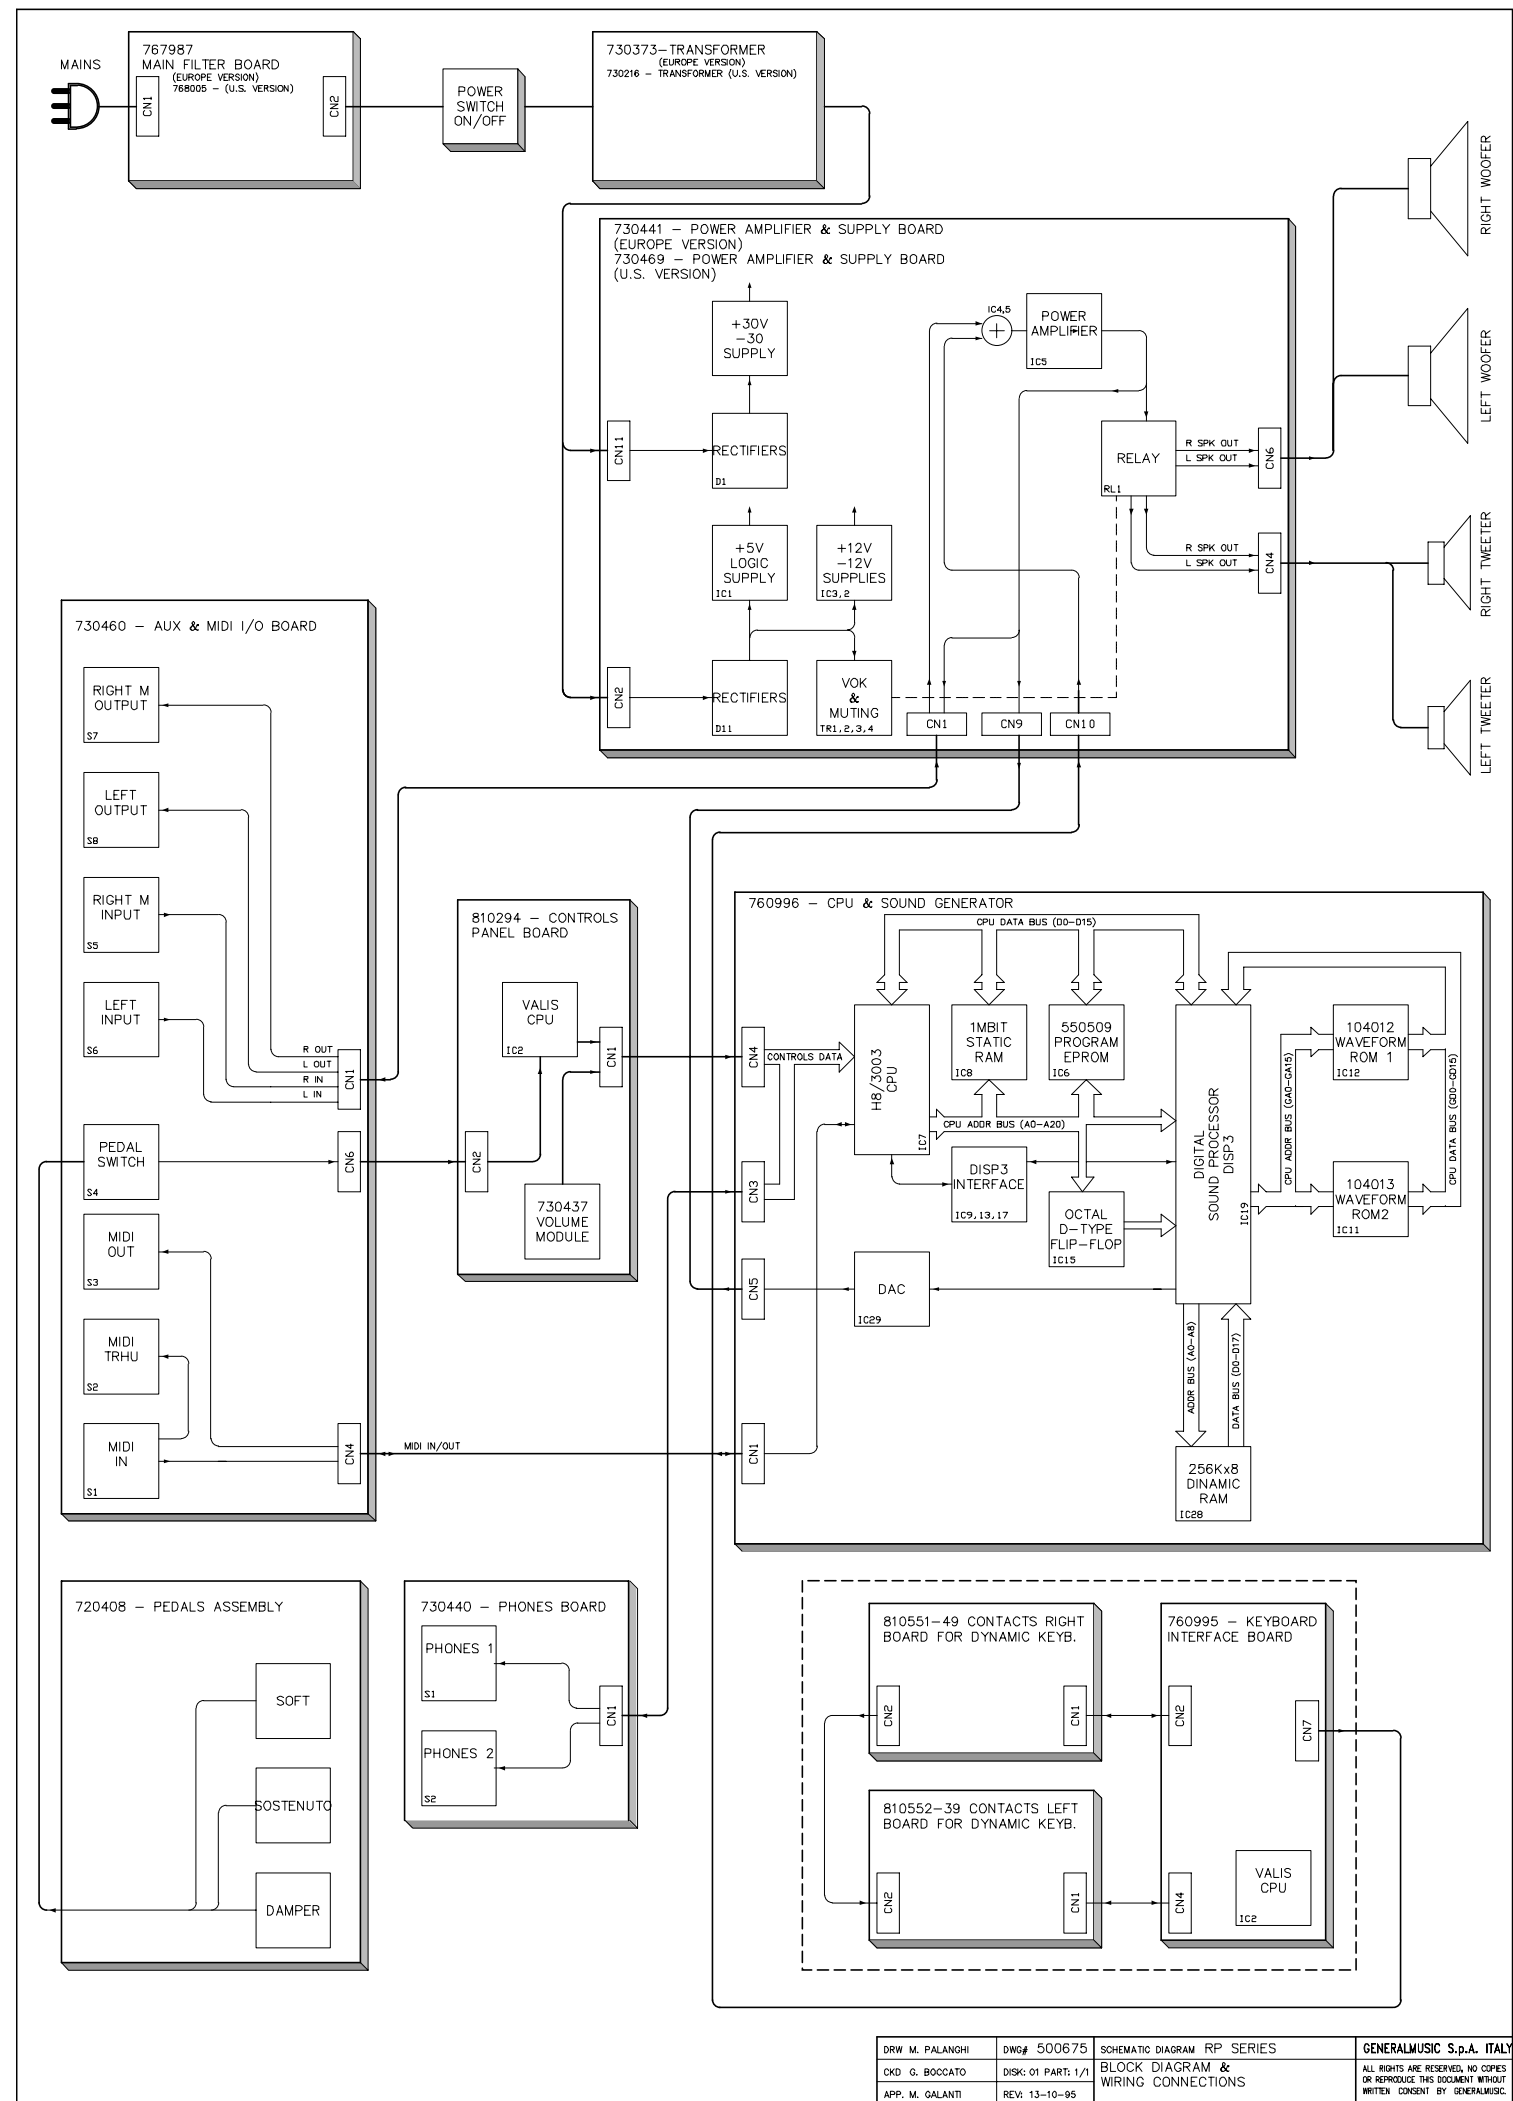 MAINS
767987
MAIN FILTER BOARD
(EUROPE VERSION)
768005 – (U.S. VERSION)
CN1
CN2
POWER
SWITCH
ON/OFF
730373–TRANSFORMER
(EUROPE VERSION)
730216 – TRANSFORMER (U.S. VERSION)
730441 – POWER AMPLIFIER & SUPPLY BOARD
(EUROPE VERSION)
730469 – POWER AMPLIFIER & SUPPLY BOARD
(U.S. VERSION)
+30V
–30
SUPPLY
CN11
RECTIFIERS
D1
+5V
LOGIC
SUPPLY
IC1
+12V
–12V
SUPPLIES
IC3,2
CN2
RECTIFIERS
D11
VOK
&
MUTING
TR1,2,3,4
IC4,5
POWER
AMPLIFIER
IC5
RELAY
RL1
R SPK OUT
L SPK OUT
CN6
R SPK OUT
L SPK OUT
CN4
CN1
CN9
CN10
RIGHT WOOFER
LEFT WOOFER
RIGHT TWEETER
LEFT TWEETER
730460 – AUX & MIDI I/O BOARD
RIGHT M
OUTPUT
S7
LEFT
OUTPUT
S8
RIGHT M
INPUT
S5
LEFT
INPUT
S6
R OUT
L OUT
R IN
L IN
CN1
PEDAL
SWITCH
S4
CN6
MIDI
OUT
S3
MIDI
TRHU
S2
MIDI
IN
S1
CN4
MIDI IN/OUT
810294 – CONTROLS
PANEL BOARD
VALIS
CPU
IC2
CN1
CN2
730437
VOLUME
MODULE
760996 – CPU & SOUND GENERATOR
CPU DATA BUS (D0–D15)
CN4
CONTROLS DATA
H8/3003
CPU
IC7
1MBIT
STATIC
RAM
IC8
550509
PROGRAM
EPROM
IC6
CPU ADDR BUS (A0–A20)
DIGITAL
SOUND PROCESSOR
DISP3
IC19
CPU ADDR BUS (GA0–GA15)
104012
WAVEFORM
ROM 1
IC12
CPU DATA BUS (GD0–GD15)
104013
WAVEFORM
ROM2
IC11
CN3
DISP3
INTERFACE
IC9,13,17
OCTAL
D–TYPE
FLIP–FLOP
IC15
CN5
DAC
IC29
ADDR BUS (A0–A8)
DATA BUS (D0–D17)
CN1
256Kx8
DINAMIC
RAM
IC28
720408 – PEDALS ASSEMBLY
SOFT
SOSTENUTO
DAMPER
730440 – PHONES BOARD
PHONES 1
S1
PHONES 2
S2
CN1
810551–49 CONTACTS RIGHT
BOARD FOR DYNAMIC KEYB.
CN2
CN1
810552–39 CONTACTS LEFT
BOARD FOR DYNAMIC KEYB.
CN2
CN1
760995 – KEYBOARD
INTERFACE BOARD
CN2
CN7
CN4
VALIS
CPU
IC2
DRW M. PALANGHI
CKD G. BOCCATO
APP. M. GALANTI
DWG# 500675
DISK: 01 PART: 1/1
REV: 13–10–95
SCHEMATIC DIAGRAM RP SERIES
BLOCK DIAGRAM &
WIRING CONNECTIONS
GENERALMUSIC S.p.A. ITALY
ALL RIGHTS ARE RESERVED, NO COPIES
OR REPRODUCE THIS DOCUMENT WITHOUT
WRITTEN CONSENT BY GENERALMUSIC.